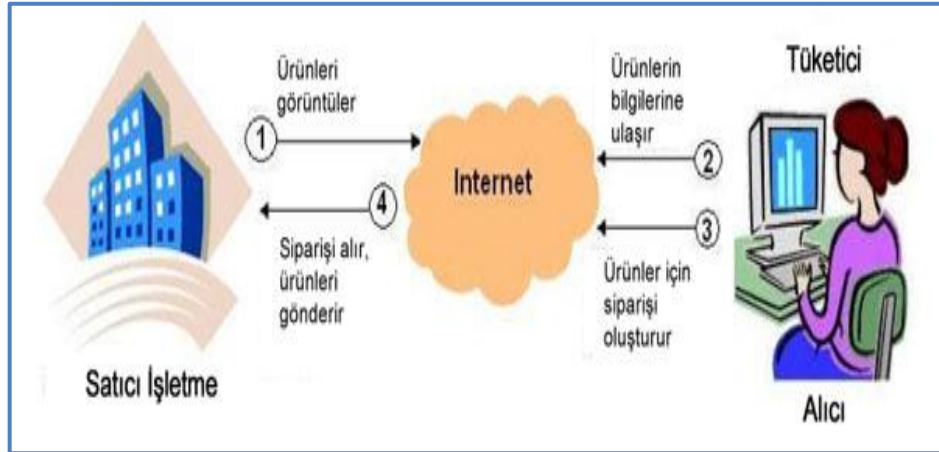 Ürünleri
görüntüler
1
4
Siparişi alır,
ürünleri
gönderir
Satıcı İşletme
Internet
Ürünlerin
bilgilerine
ulaşır
2
3
Ürünler için
siparişi
oluşturur
Tüketici
Alıcı